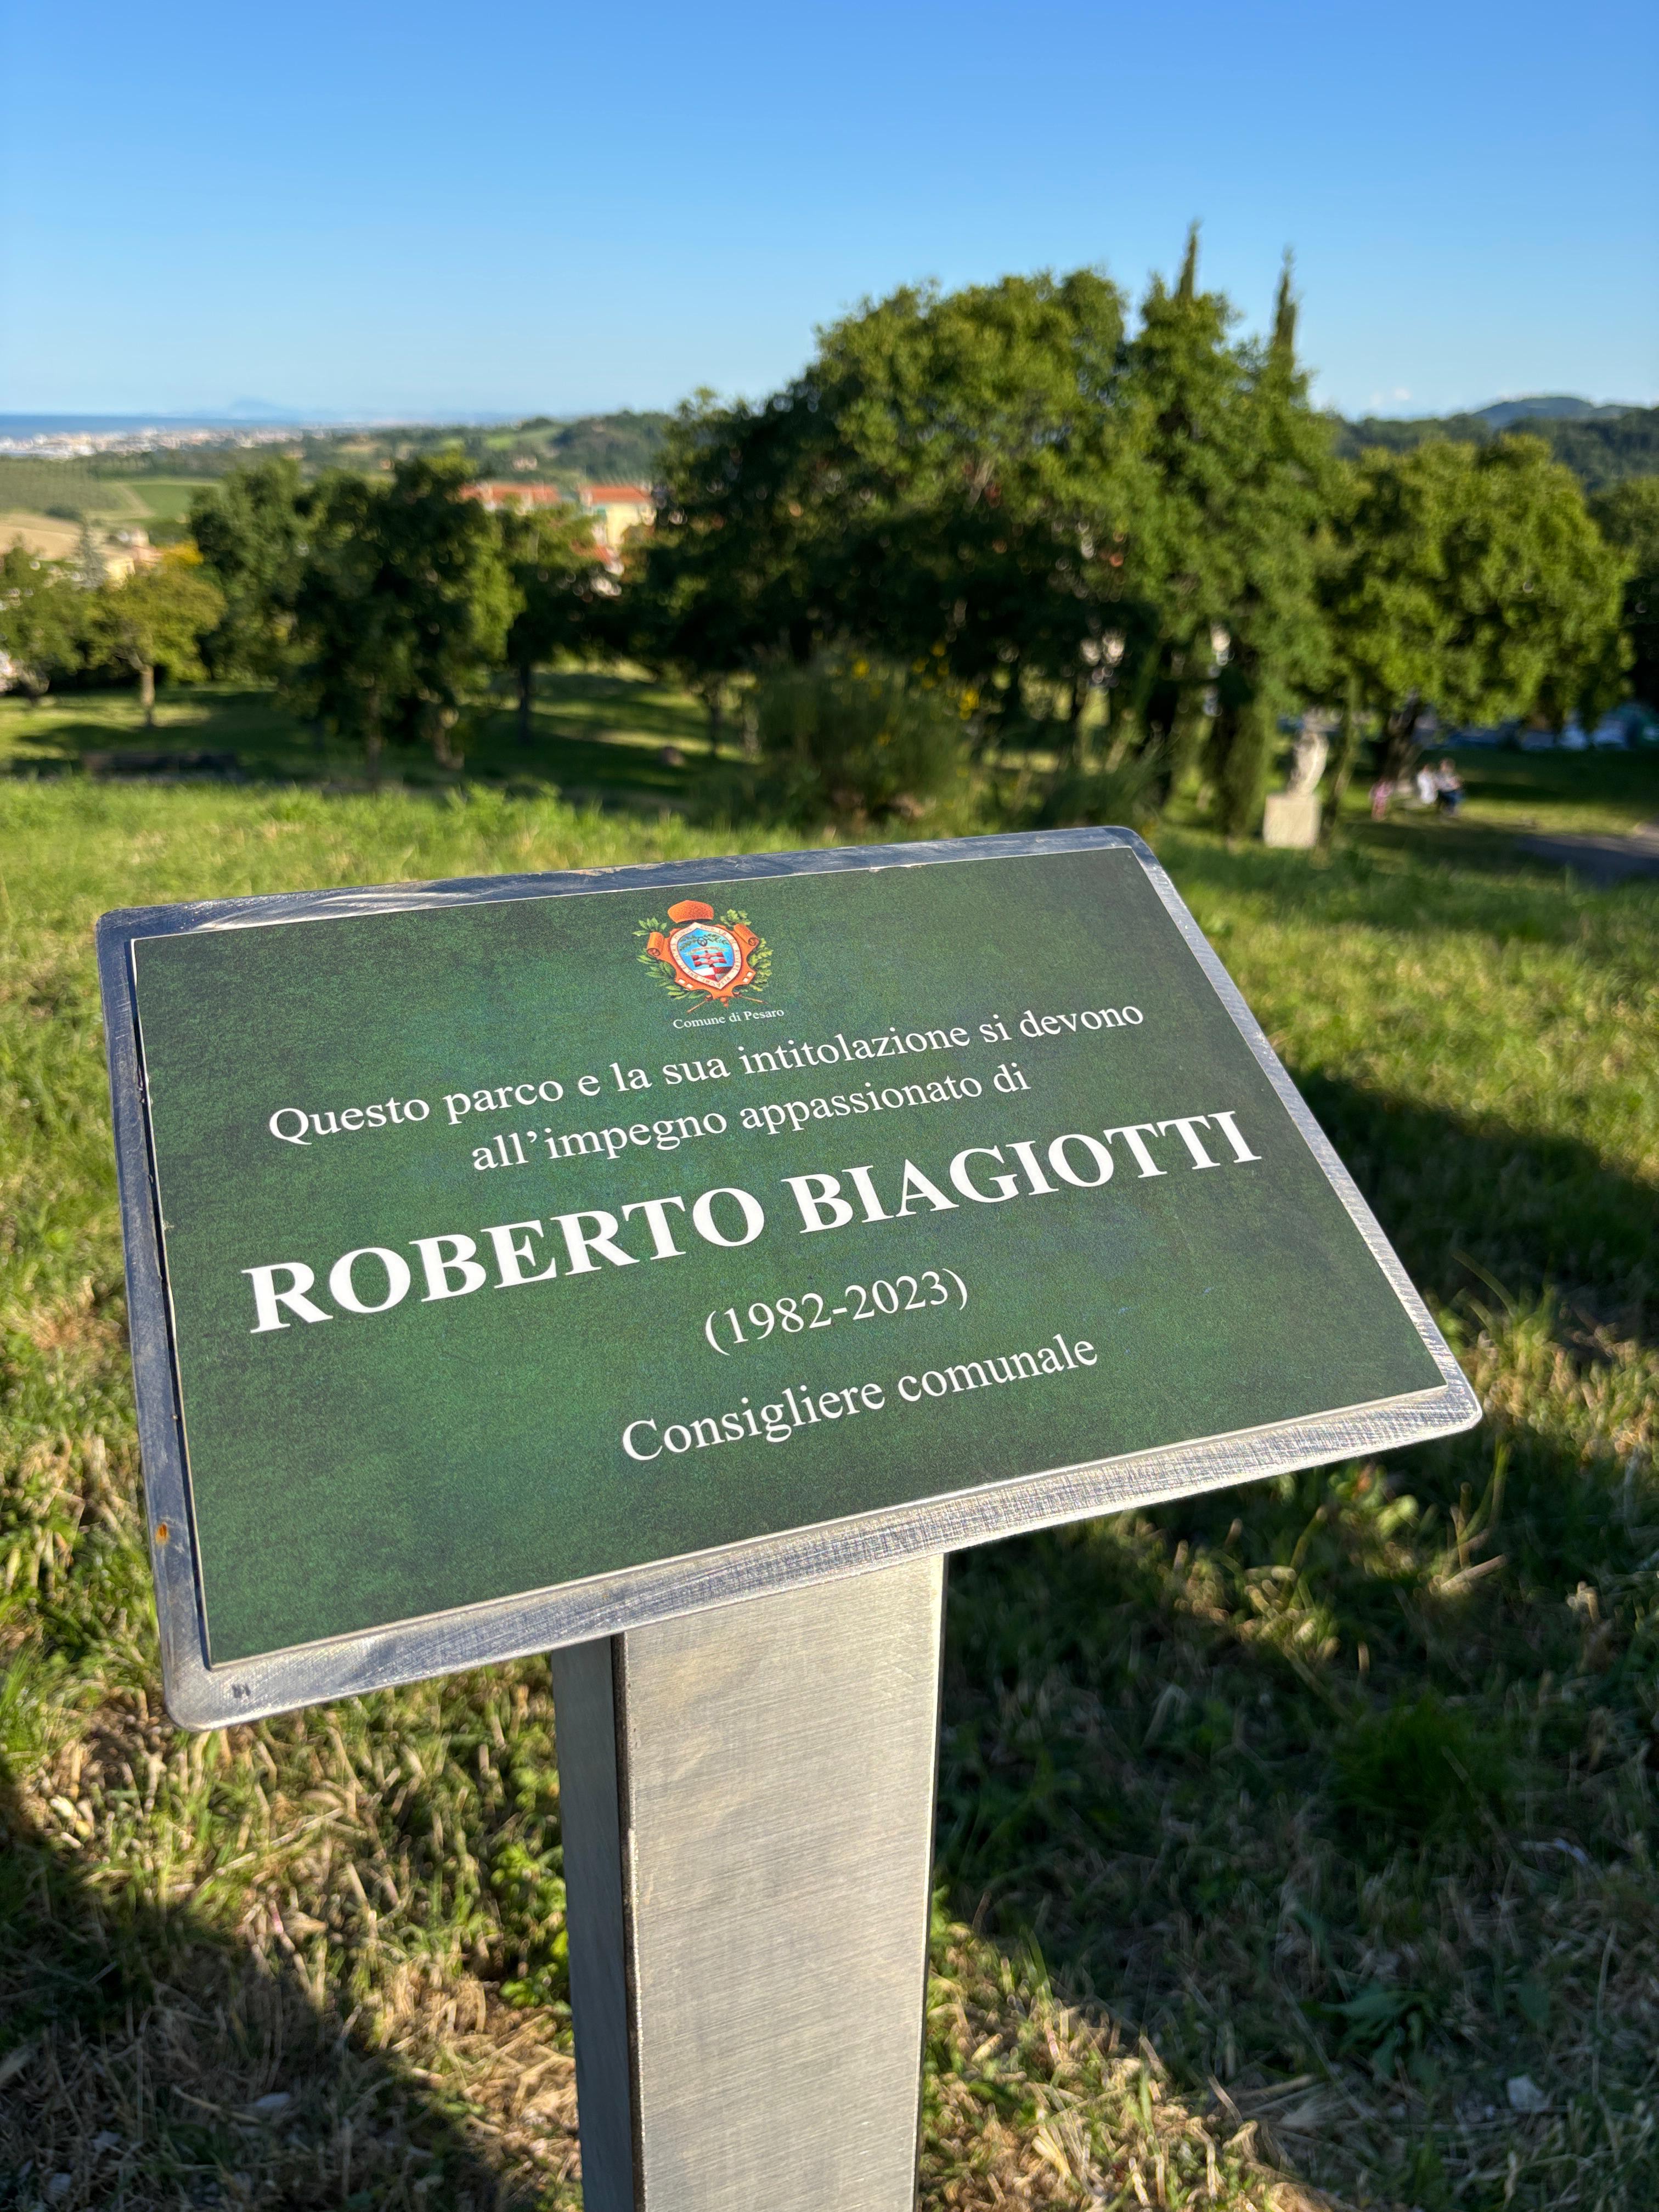 Comune di Pesaro
Questo parco e la sua intitolazione si devono
all’impegno appassionato di
ROBERTO BIAGIOTTI
(1982-2023)
Consigliere comunale